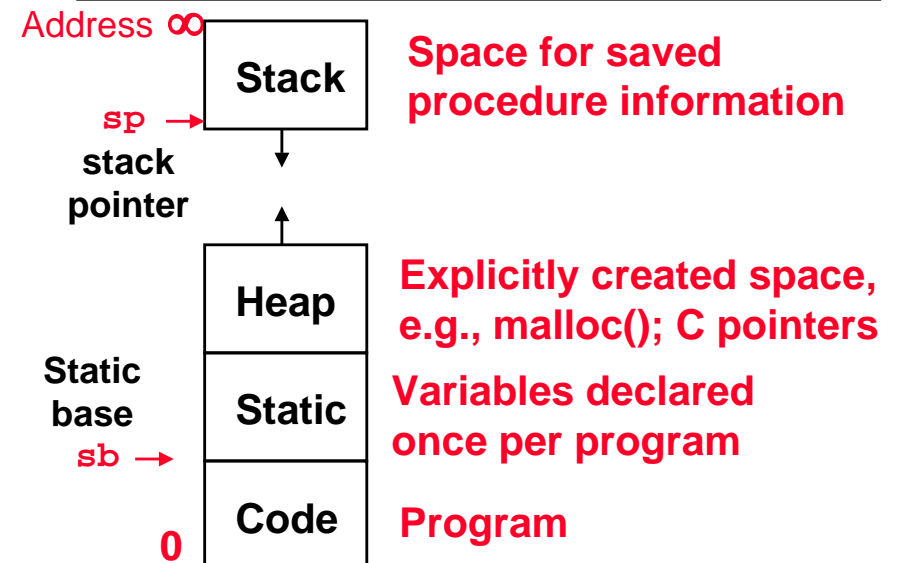 Address ∞
Stack
Space for saved
procedure information
sp
stack
pointer
Heap
Explicitly created space,
e.g., malloc(); C pointers
Static
base
sb
Static
Variables declared
once per program
Code
Program
0